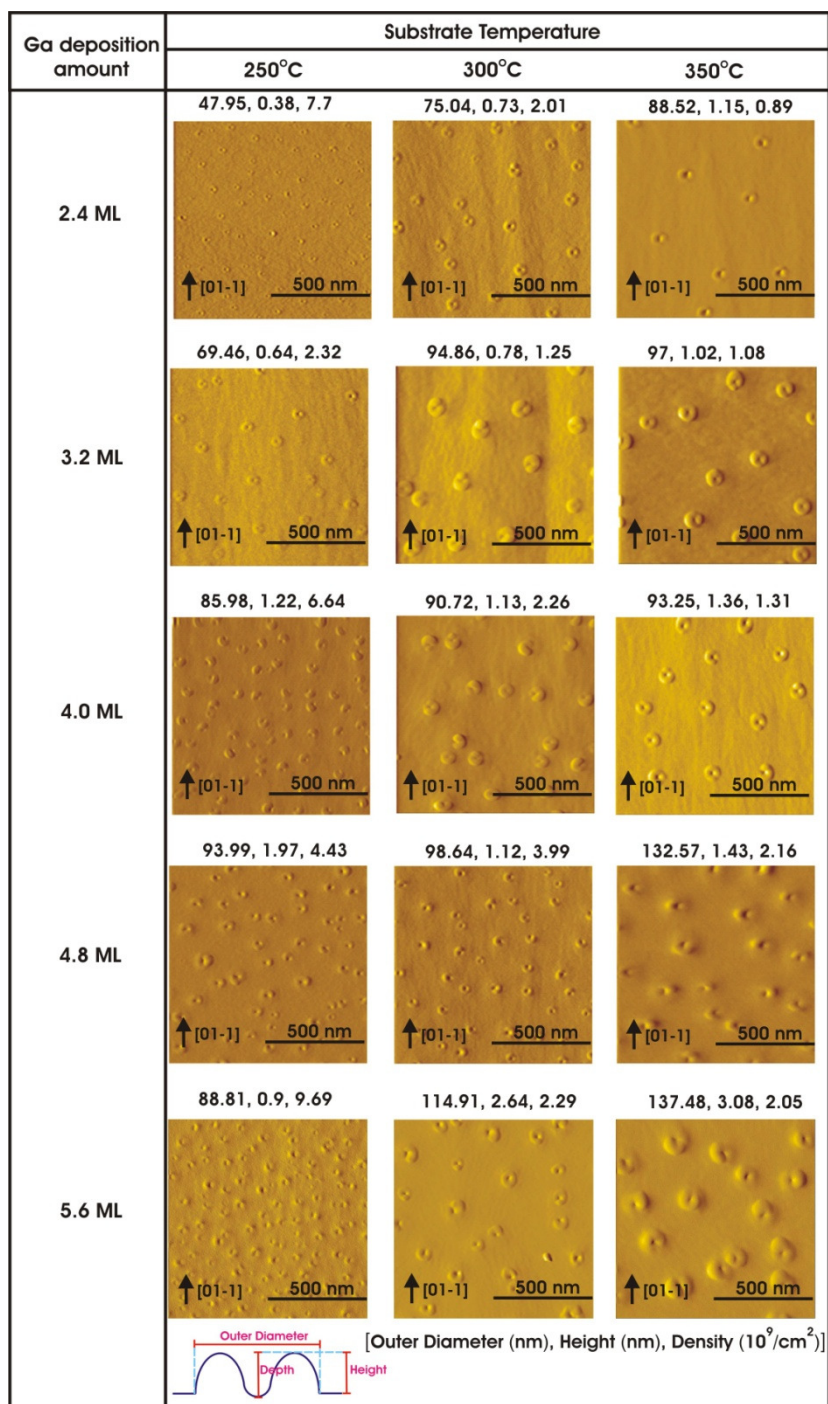 Ga deposition amount
Substrate Temperature
250°C 300°C 350°C
47.95, 0.38, 7.7 75.04, 0.73, 2.01 88.52, 1.15, 0.89
2.4 ML
[01-1] 500 nm [01-1] 500 nm [01-1] 500 nm
69.46, 0.64, 2.32 94.86, 0.78, 1.25 97, 1.02, 1.08
3.2 ML
[01-1] 500 nm [01-1] 500 nm [01-1] 500 nm
85.98, 1.22, 6.64 90.72, 1.13, 2.26 93.25, 1.36, 1.31
4.0 ML
[01-1] 500 nm [01-1] 500 nm [01-1] 500 nm
93.99, 1.97, 4.43 98.64, 1.12, 3.99 132.57, 1.43, 2.16
4.8 ML
[01-1] 500 nm [01-1] 500 nm [01-1] 500 nm
88.81, 0.9, 9.69 114.91, 2.64, 2.29 137.48, 3.08, 2.05
5.6 ML
[01-1] 500 nm [01-1] 500 nm [01-1] 500 nm
Outer Diameter
Depth
Height
[Outer Diameter (nm), Height (nm), Density (10⁹/cm²)]